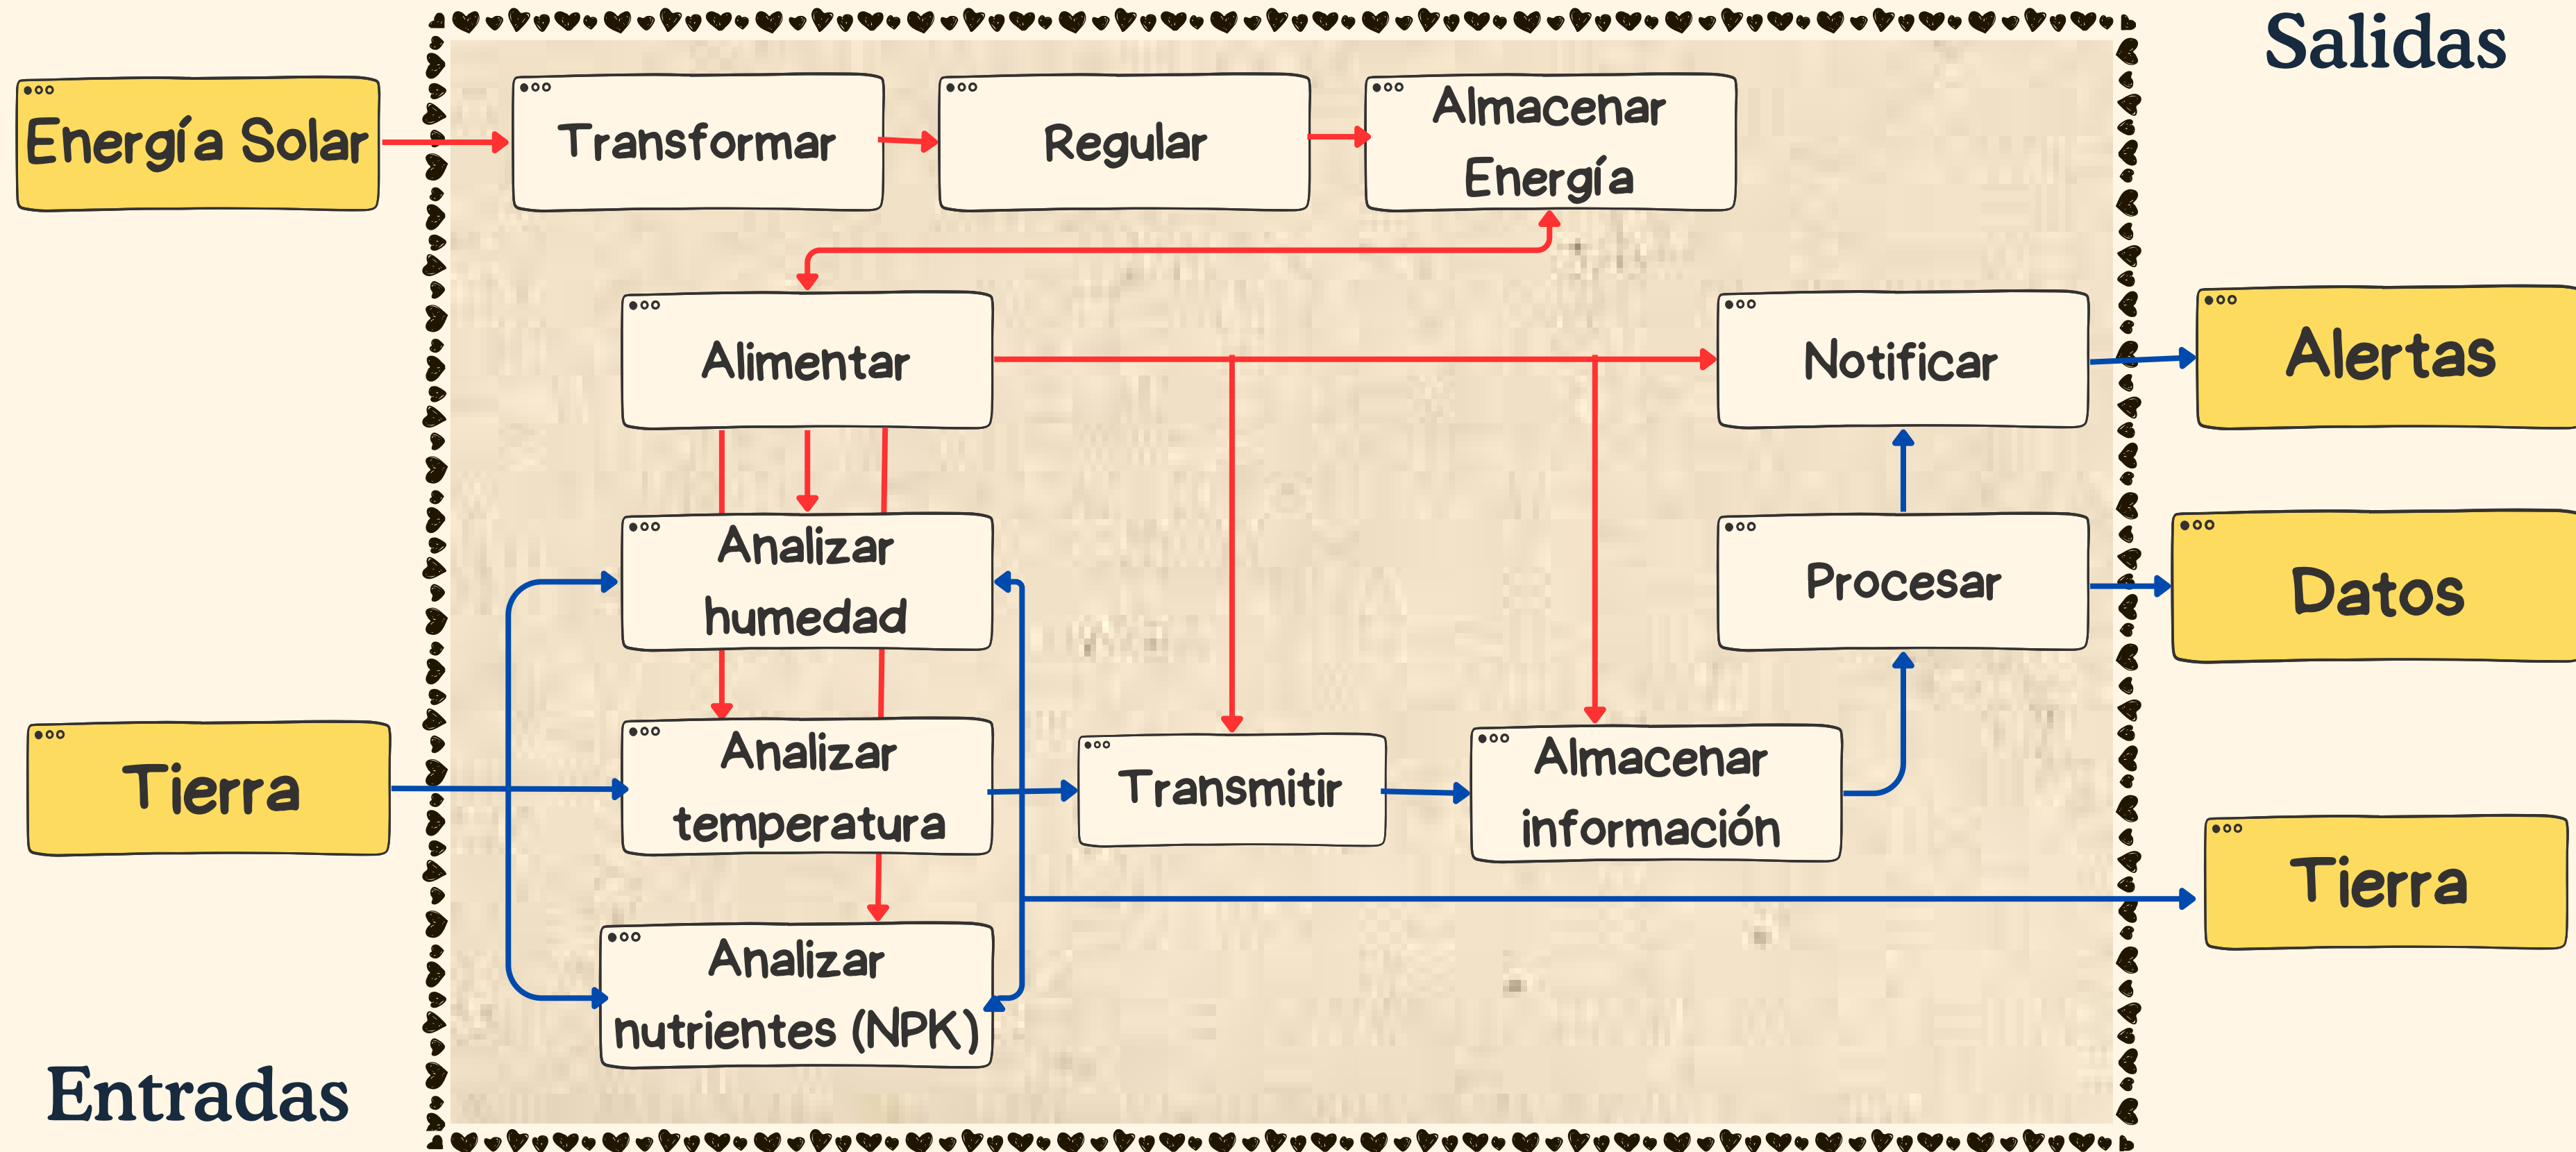 Salidas
Energía Solar
Transformar
Regular
Almacenar
Energía
Alimentar
Notificar
Alertas
Analizar
humedad
Procesar
Datos
Tierra
Analizar
temperatura
Transmitir
Almacenar
información
Tierra
Analizar
nutrientes (NPK)
Entradas